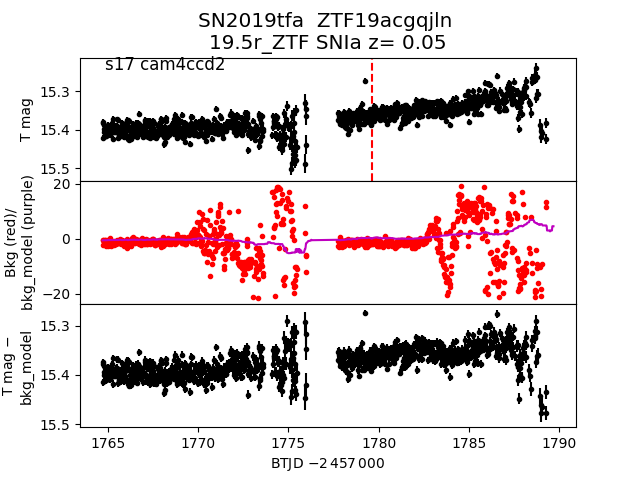 SN2019tfa  ZTF19acgqjln
19.5r_ZTF SNIa z= 0.05
s17 cam4ccd2
T mag
15.3
15.4
15.5
Bkg (red)/
bkg_model (purple)
20
0
−20
T mag −
bkg_model
15.3
15.4
15.5
1765 1770 1775 1780 1785 1790
BTJD −2 457 000